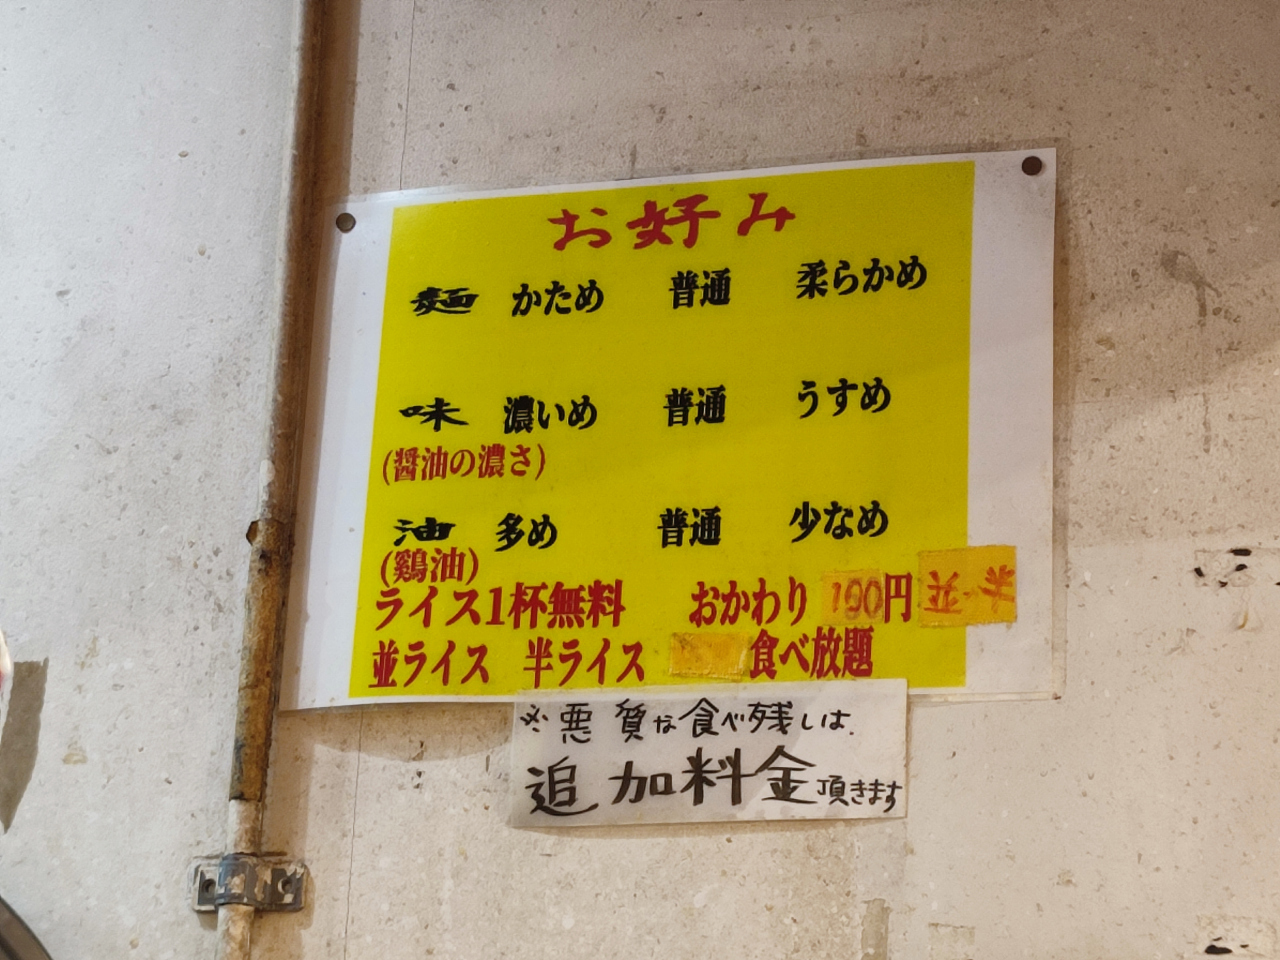 お好み
麺 かため 普通 柔らかめ
味 濃いめ 普通 うすめ
(醤油の濃さ)
油 多め 普通 少なめ
(鶏油)
ライス1杯無料 おかわり 100円 並・半
並ライス 半ライス 食べ放題
※悪質な食べ残しは
追加料金頂きます